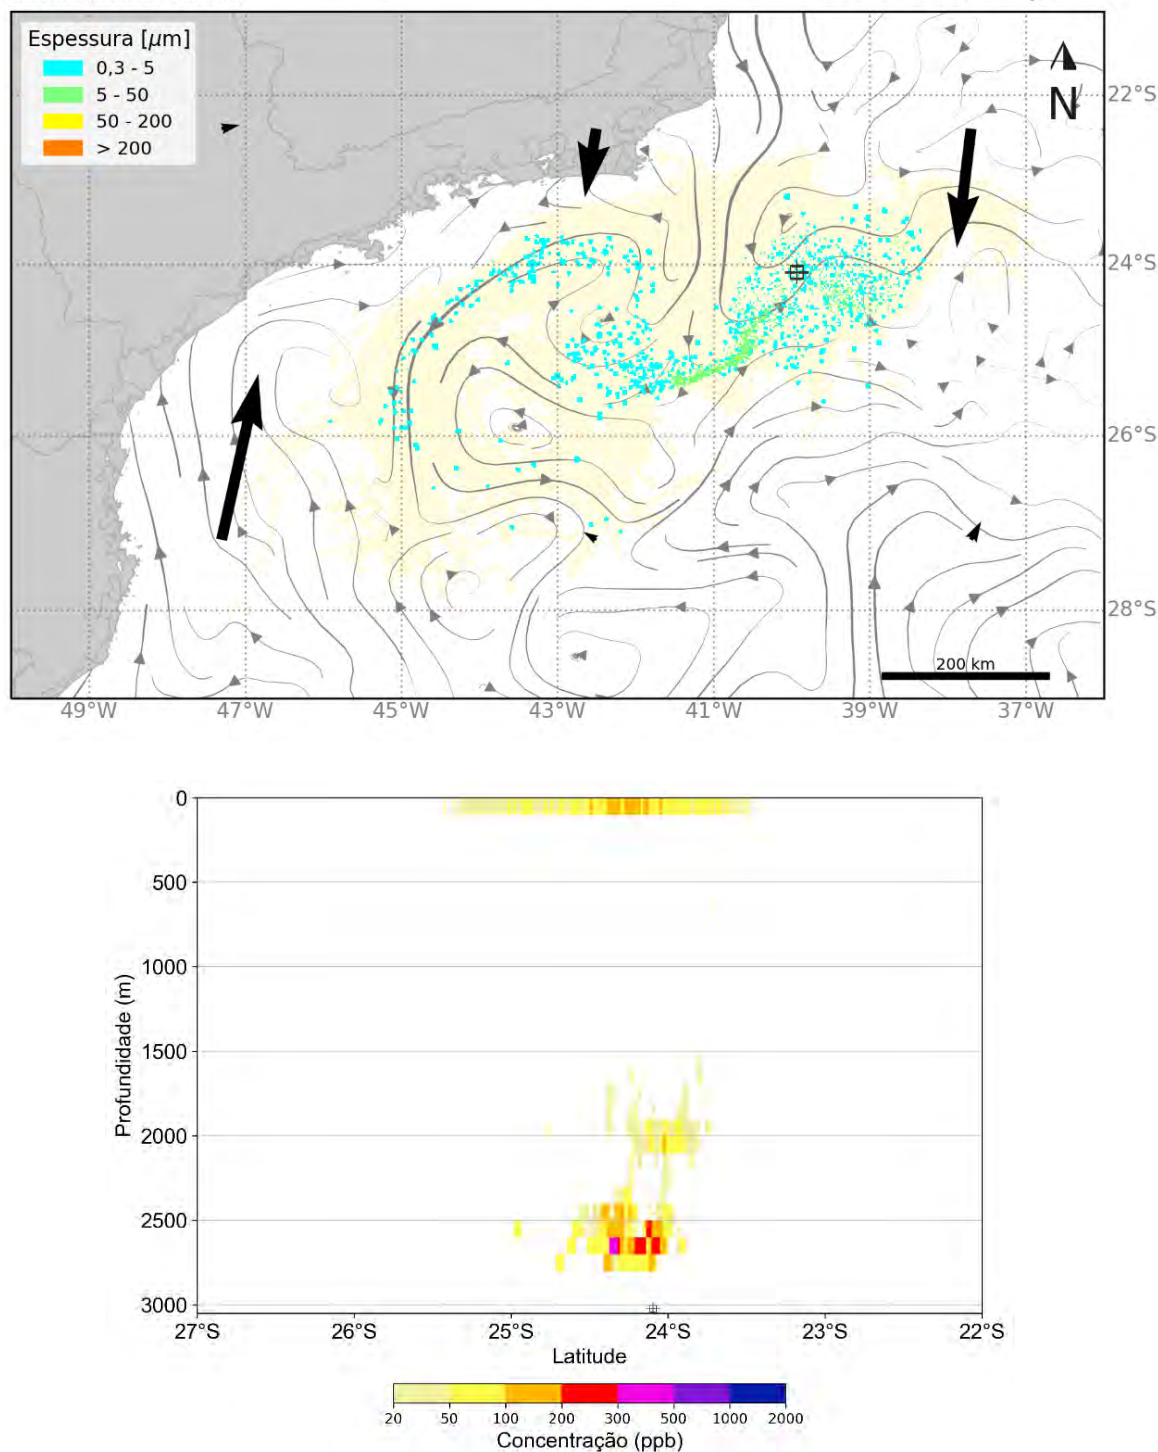 Espessura [μm]
0,3 - 5
5 - 50
50 - 200
> 200
N
22°S
24°S
26°S
28°S
200 km
49°W
47°W
45°W
43°W
41°W
39°W
37°W
0
500
1000
1500
2000
2500
3000
Profundidade (m)
27°S
26°S
25°S
24°S
23°S
22°S
Latitude
20
50
100
200
300
500
1000
2000
Concentração (ppb)